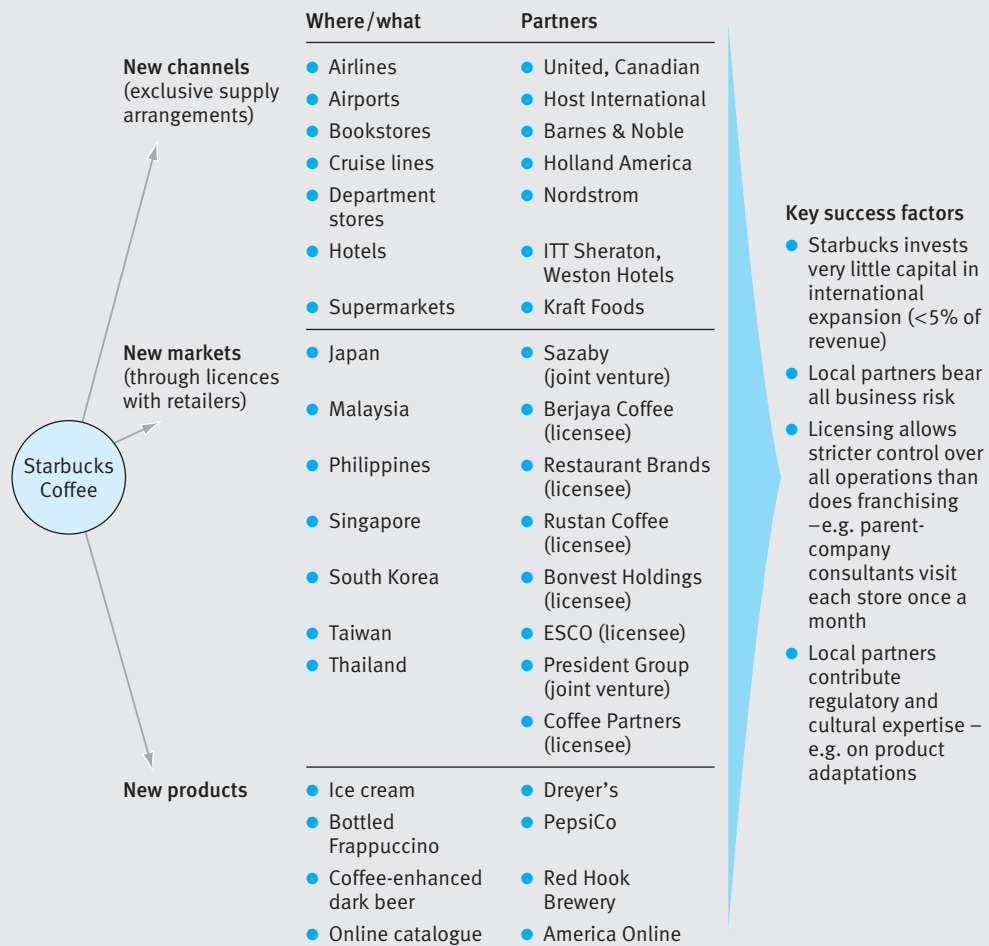 Where/what Partners
New channels
(exclusive supply
arrangements)
Airlines United, Canadian
Airports Host International
Bookstores Barnes & Noble
Cruise lines Holland America
Department Nordstrom
stores
Hotels ITT Sheraton,
Weston Hotels
Supermarkets Kraft Foods
New markets
(through licences
with retailers)
Japan Sazaby
(joint venture)
Malaysia Berjaya Coffee
(licensee)
Philippines Restaurant Brands
(licensee)
Singapore Rustan Coffee
(licensee)
South Korea Bonvest Holdings
(licensee)
Taiwan ESCO (licensee)
Thailand President Group
(joint venture)
Coffee Partners
(licensee)
Starbucks
Coffee
New products
Ice cream Dreyer’s
Bottled PepsiCo
Frappuccino
Coffee-enhanced Red Hook
dark beer Brewery
Online catalogue America Online
Key success factors
Starbucks invests
very little capital in
international
expansion (<5% of
revenue)
Local partners bear
all business risk
Licensing allows
stricter control over
all operations than
does franchising
–e.g. parent-
company
consultants visit
each store once a
month
Local partners
contribute
regulatory and
cultural expertise –
e.g. on product
adaptations